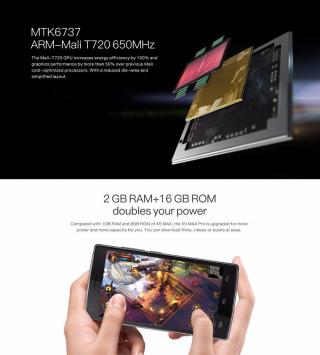 MTK6737
ARM-Mali T720 650MHz
The Mali-T720 GPU increases energy efficiency by 150% and
graphics performance by more than 50% over previous Mali
cost-optimized processors. With a reduced die-area and
simplified layout.
2 GB RAM+16 GB ROM
doubles your power
Compared with 1GB RAM and 8GB ROM of X5 MAX, the X5 MAX Pro is upgraded for more
power and more capacity for you. You can download films, videos or books at ease.